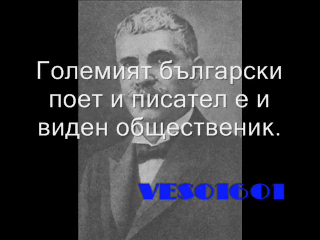 Големият български
поет и писател е и
виден общественик.
VESO1601